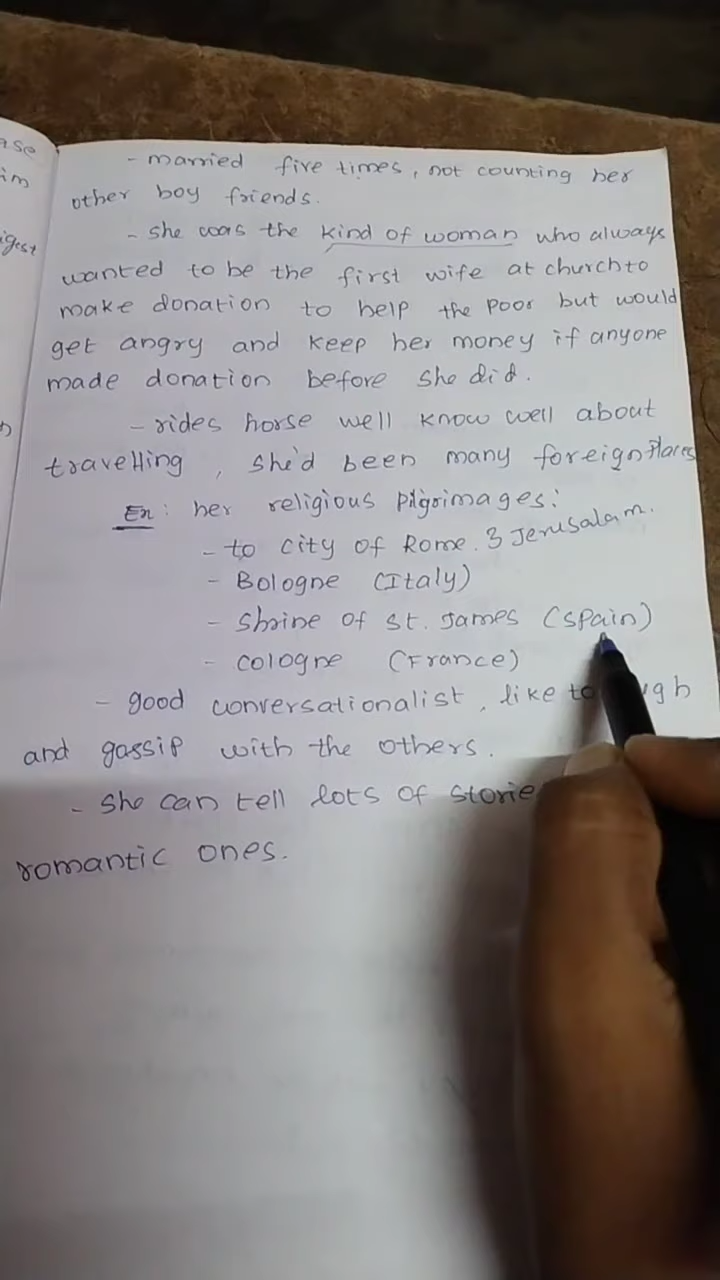 - married five times, not counting her
other boy friends.
- she was the kind of woman who always
wanted to be the first wife at church to
make donation to help the poor but would
get angry and keep her money if anyone
made donation before she did.
- rides horse well know well about
travelling, she'd been many foreign places
Ex: her religious pilgrimages:
- to city of Rome. 3 Jerusalam.
- Bologne (Italy)
- shrine of st. James (spain)
- cologne (France)
- good conversationalist, like to
and gossip with the others.
- she can tell lots of
romantic ones.